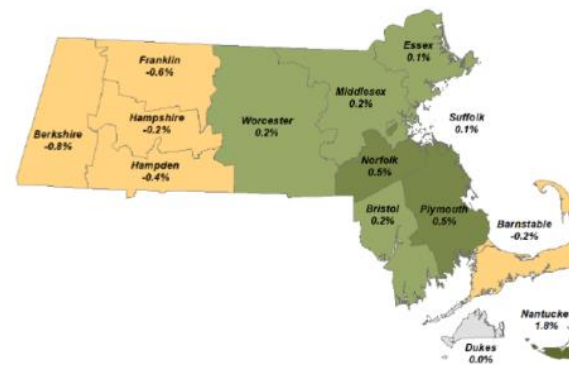 Essex
0.1%
Franklin
-0.6%
Middlesex
0.2%
Hampshire
-0.2%
Worcester
0.2%
Suffolk
0.1%
Berkshire
-0.8%
Hampden
-0.4%
Norfolk
0.5%
Bristol
0.2%
Plymouth
0.5%
Barnstable
-0.2%
Nantucke
1.8%
Dukes
0.0%